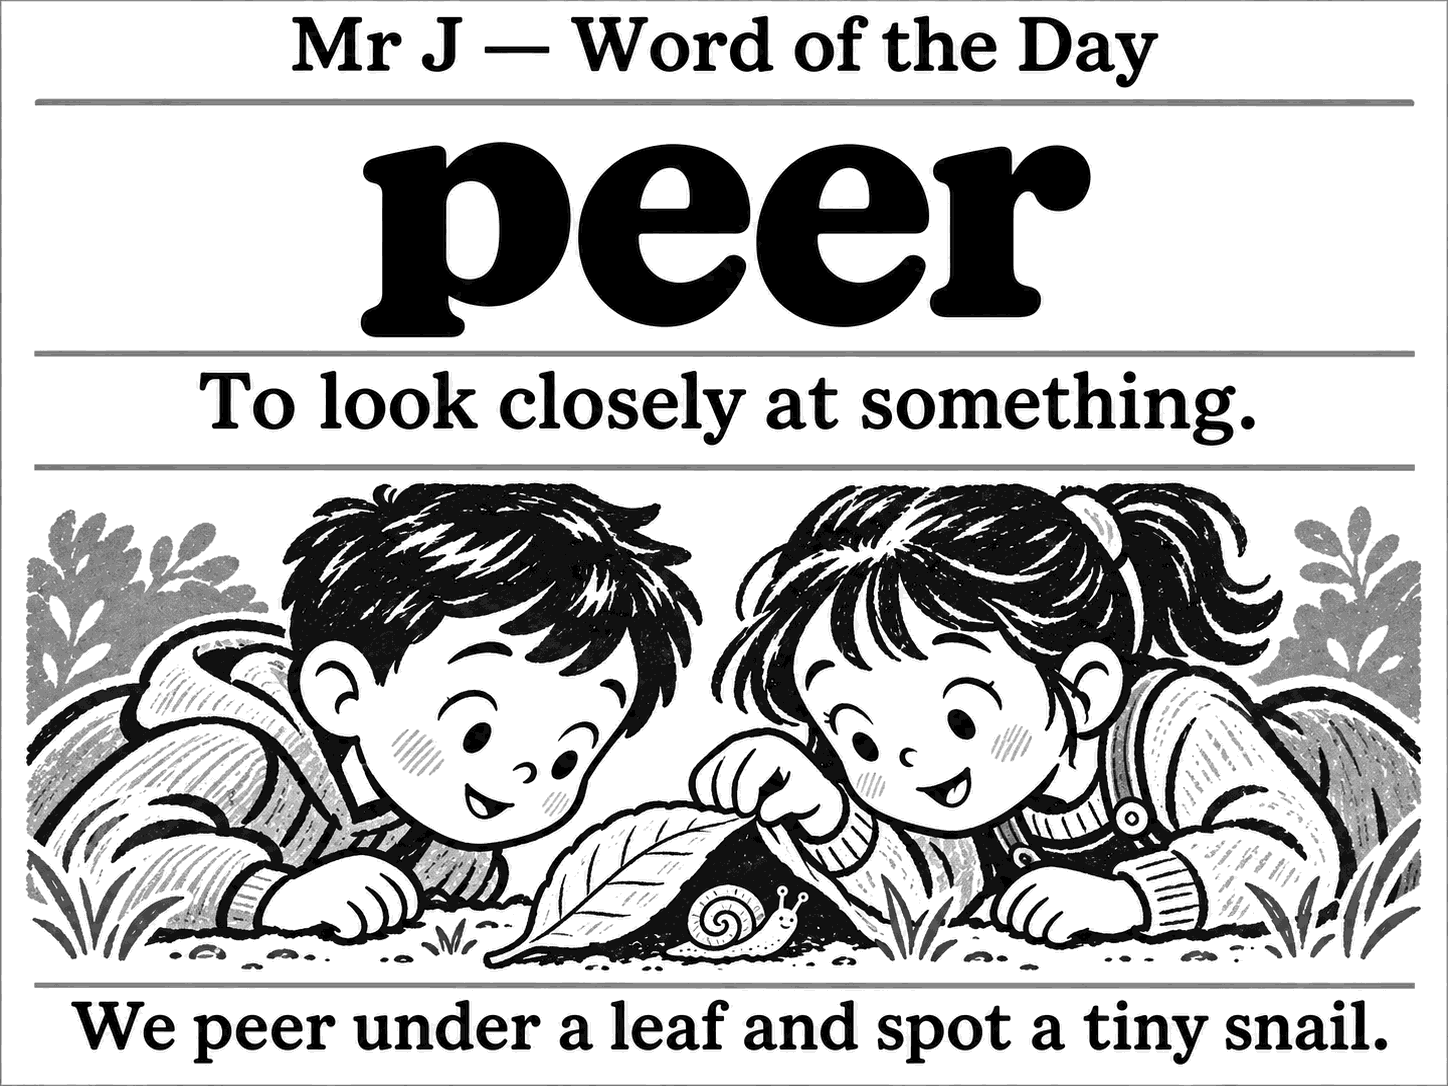 Mr J — Word of the Day
peer
To look closely at something.
We peer under a leaf and spot a tiny snail.